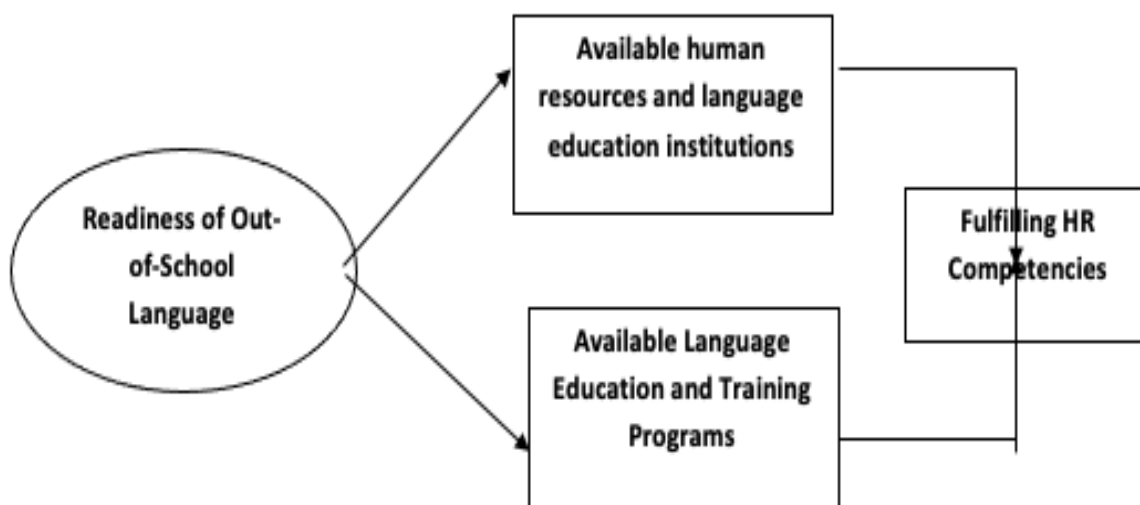 Available human
resources and language
education institutions
Readiness of Out-
of-School
Language
Fulfilling HR
Competencies
Available Language
Education and Training
Programs